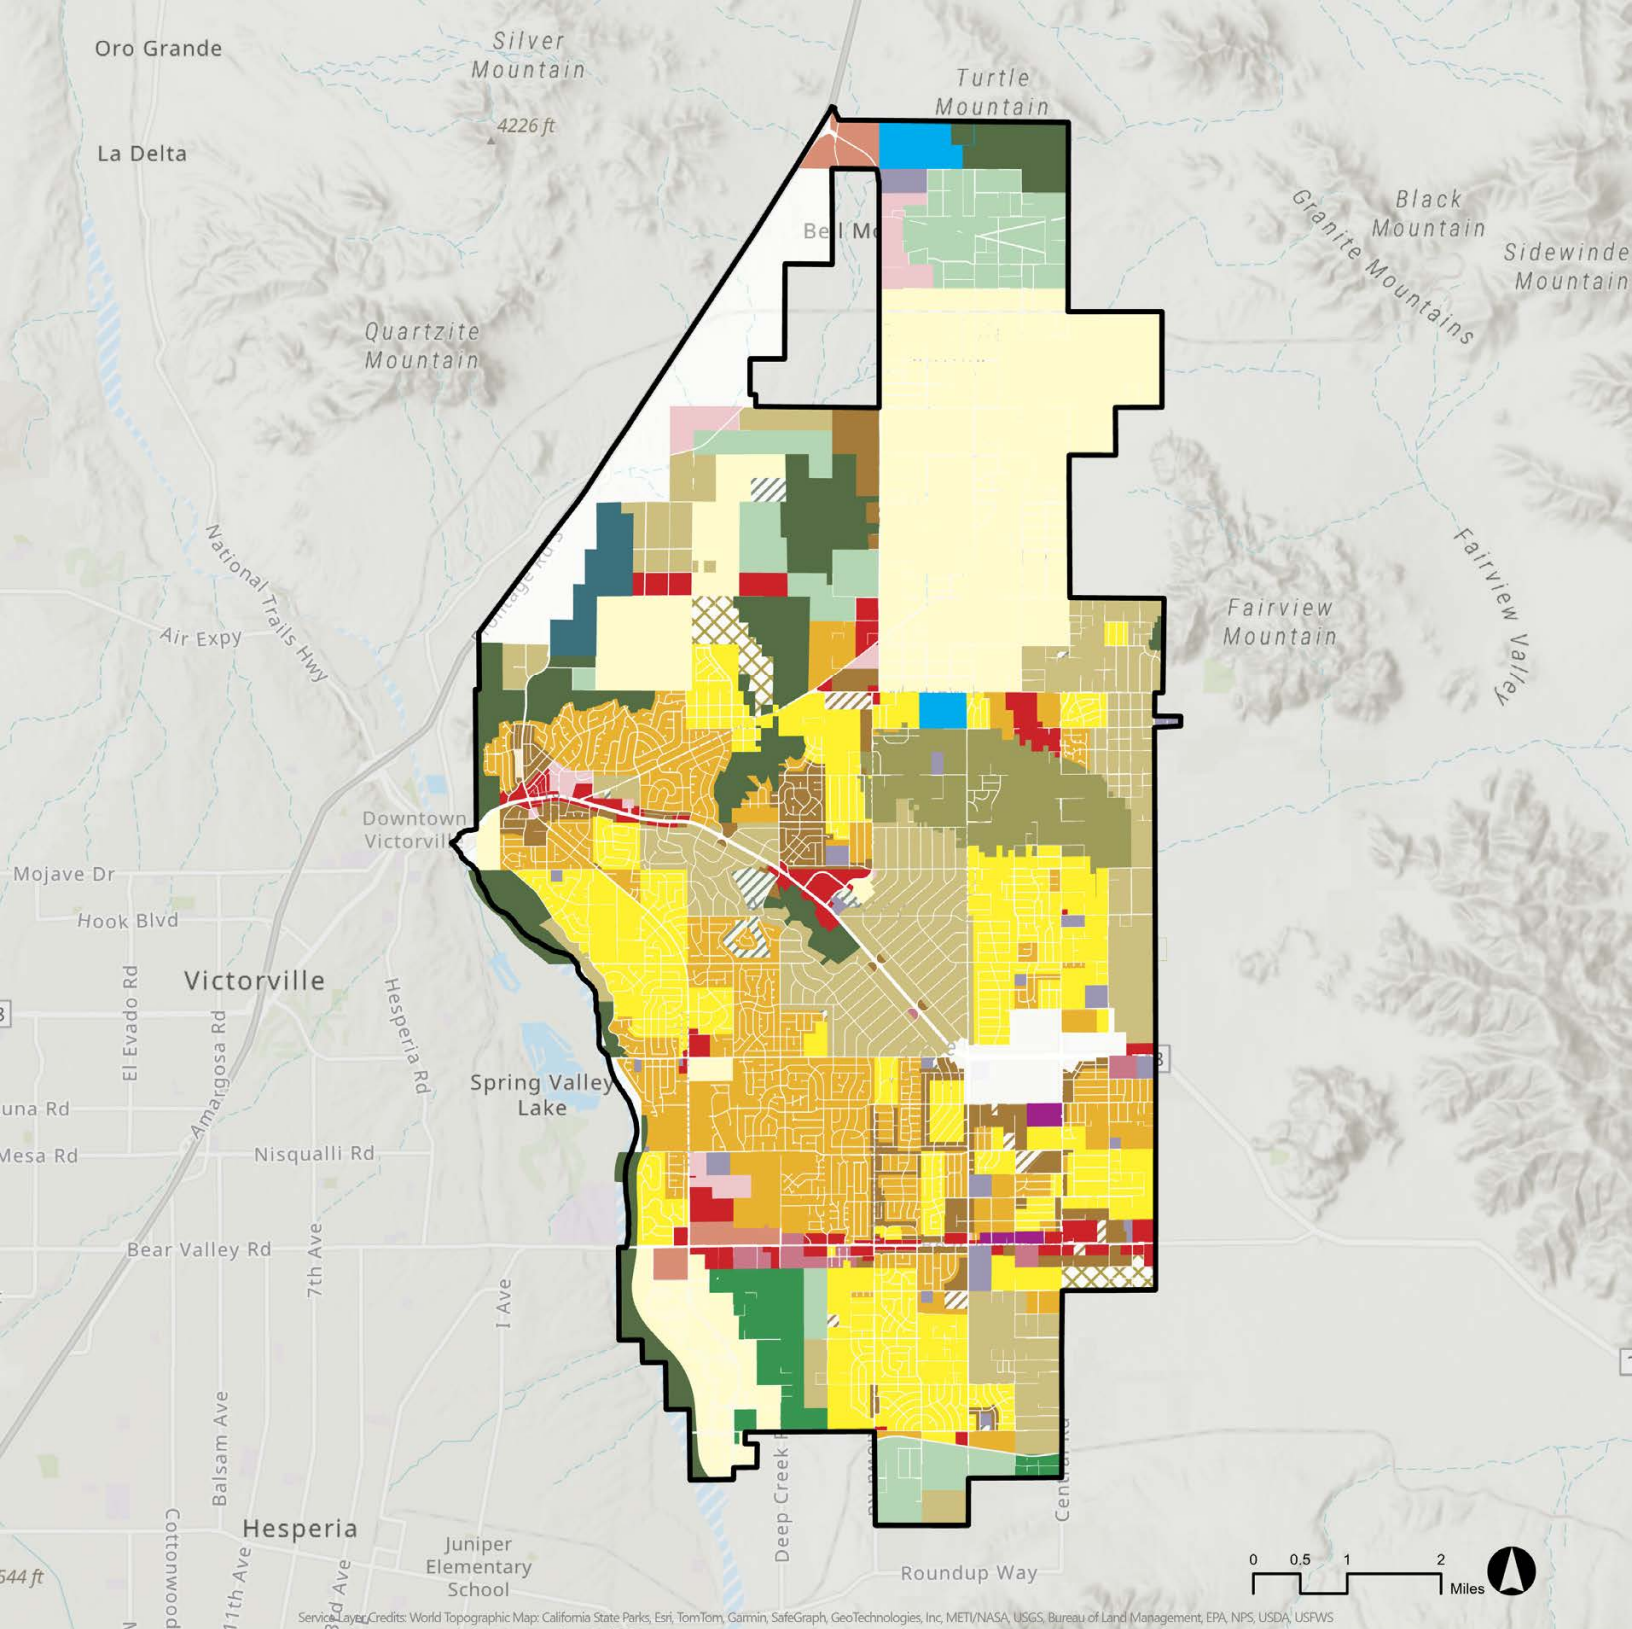 Oro Grande
Silver
Mountain
4226 ft
Turtle
Mountain
La Delta
Black
Mountain
Granite Mountains
Sidewinde
Mountain
Quartzite
Mountain
National Trails Hwy
Air Expy
Fairview
Mountain
Fairview Valley
Downtown
Mojave Dr
Hook Blvd
Victorville
El Evado Rd
Amargosa Rd
Hesperia Rd
Spring Valley
Lake
una Rd
Mesa Rd
Nisqualli Rd
Bear Valley Rd
7th Ave
I Ave
Balsam Ave
Cottonwood
Hesperia
11th Ave
3rd Ave
Juniper
Elementary
School
Deep Creek
Roundup Way
544 ft
0 0.5 1 2
Miles
Service Layer Credits: World Topographic Map: California State Parks, Esri, TomTom, Garmin, SafeGraph, GeoTechnologies, Inc, METI/NASA, USGS, Bureau of Land Management, EPA, NPS, USDA, USFWS